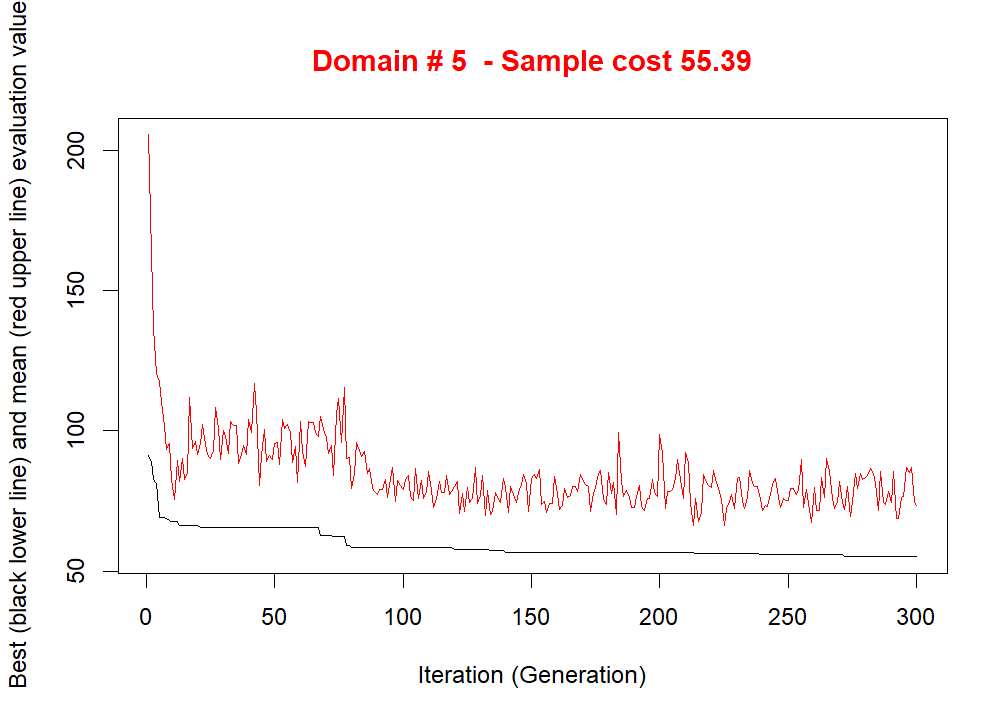 Domain # 5  - Sample cost 55.39
Best (black lower line) and mean (red upper line) evaluation value
200
150
100
50
0 50 100 150 200 250 300
Iteration (Generation)